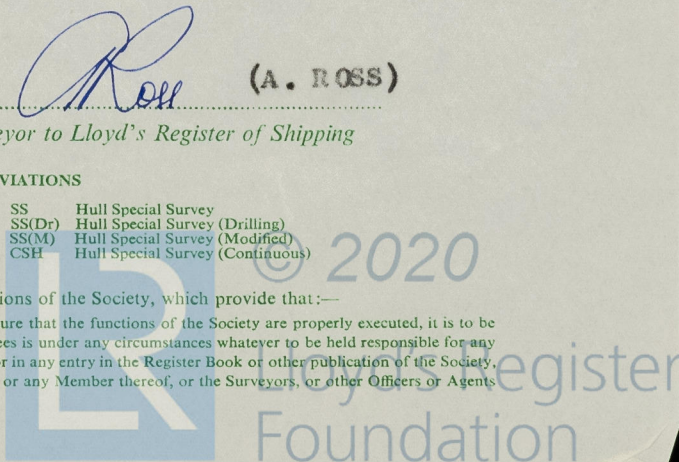 A Ross (A. ROSS)
eyor to Lloyd's Register of Shipping
VIATIONS
SS Hull Special Survey
SS(Dr) Hull Special Survey (Drilling)
SS(M) Hull Special Survey (Modified)
CSH Hull Special Survey (Continuous)
© 2020
ions of the Society, which provide that:—
ure that the functions of the Society are properly executed, it is to be
ees is under any circumstances whatever to be held responsible for any
or in any entry in the Register Book or other publication of the Society,
or any Member thereof, or the Surveyors, or other Officers or Agents
LR
Lloyd's Register
Foundation